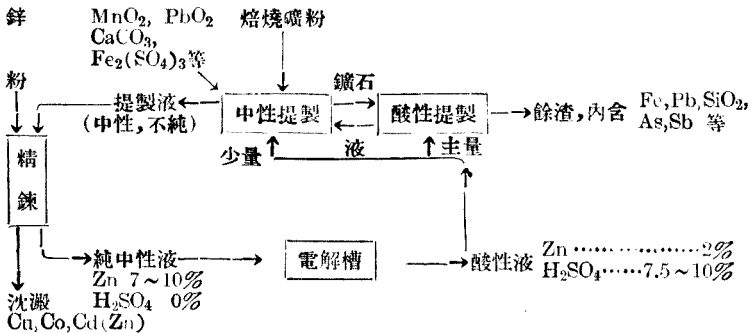 鋅
粉
MnO2, PbO2
CaCO3,
Fe2(SO4)3等
焙燒礦粉
提製液
(中性,不純)
中性提製
鑛石
液
酸性提製
餘渣,內含 Fe,Pb,SiO2,
As,Sb 等
少量
主量
精
鍊
純中性液
Zn 7~10%
H2SO4 0%
電解槽
酸性液
Zn ……………… 2%
H2SO4……7.5~10%
沈澱
Cu,Co,Cd(Zn)